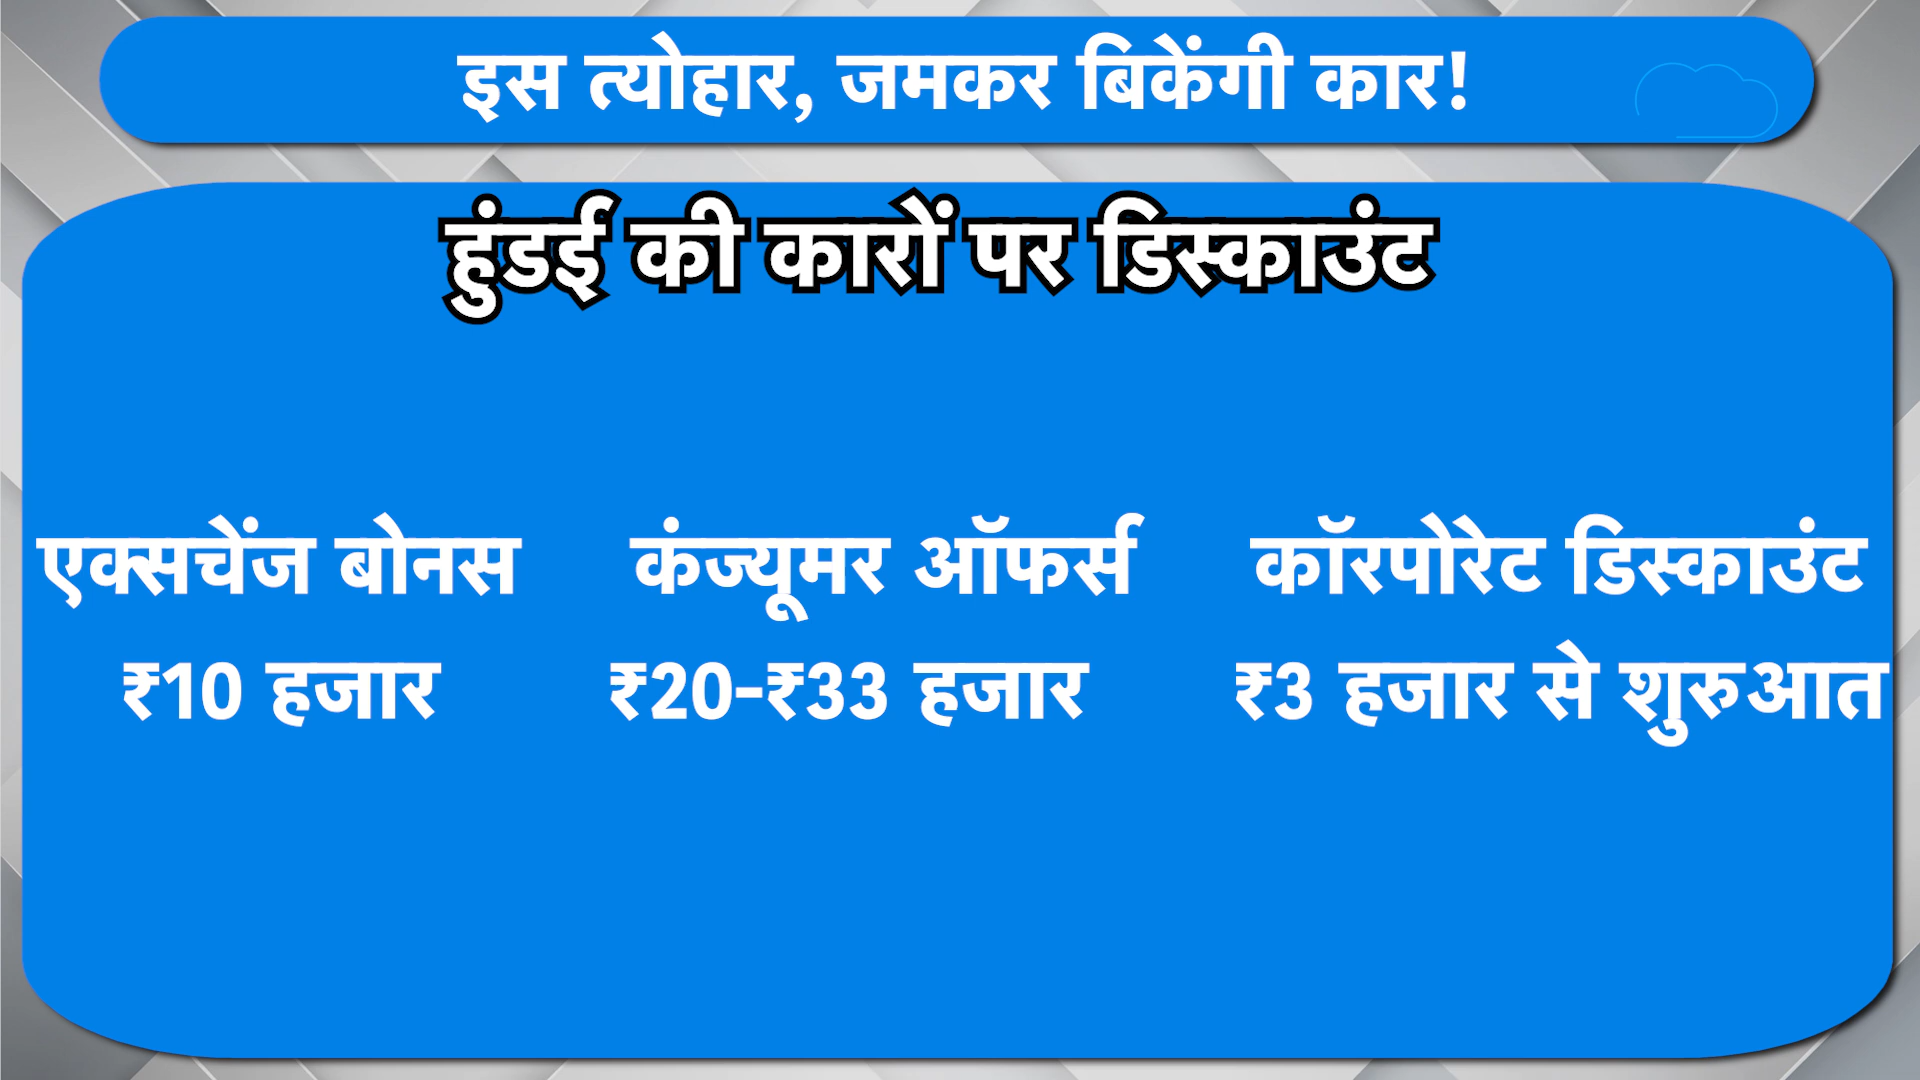 इस त्योहार, जमकर बिकेंगी कार!
हुंडई की कारों पर डिस्काउंट
एक्सचेंज बोनस कंज्यूमर ऑफर्स कॉरपोरेट डिस्काउंट
₹10 हजार ₹20-₹33 हजार ₹3 हजार से शुरुआत